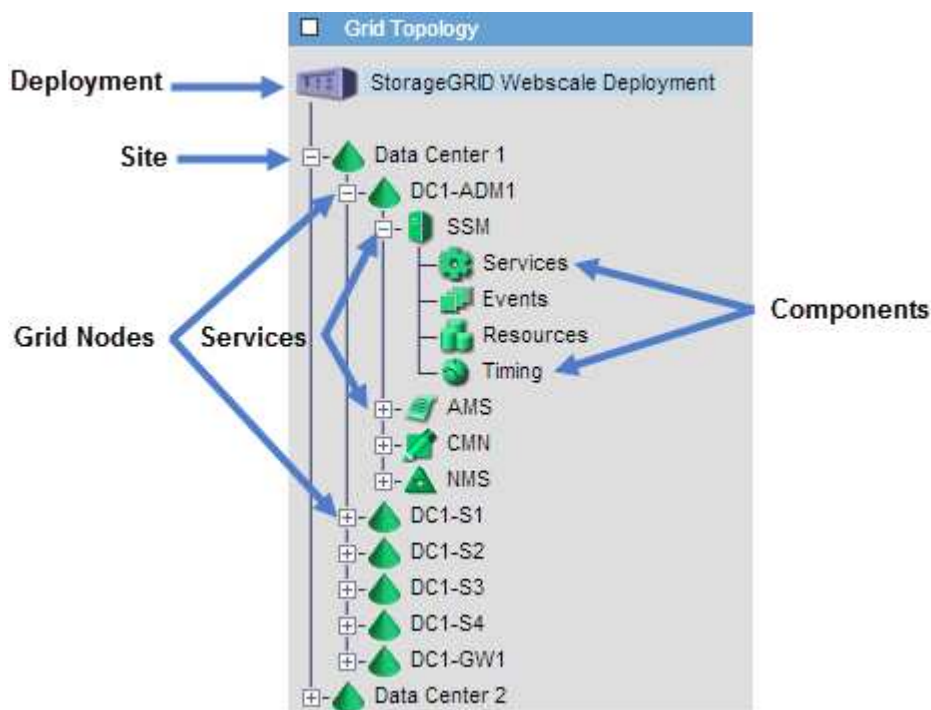 Grid Topology
Deployment
StorageGRID Webscale Deployment
Site
Data Center 1
DC1-ADM1
SSM
Services
Events
Components
Grid Nodes
Services
Resources
Timing
AMS
CMN
NMS
DC1-S1
DC1-S2
DC1-S3
DC1-S4
DC1-GW1
Data Center 2